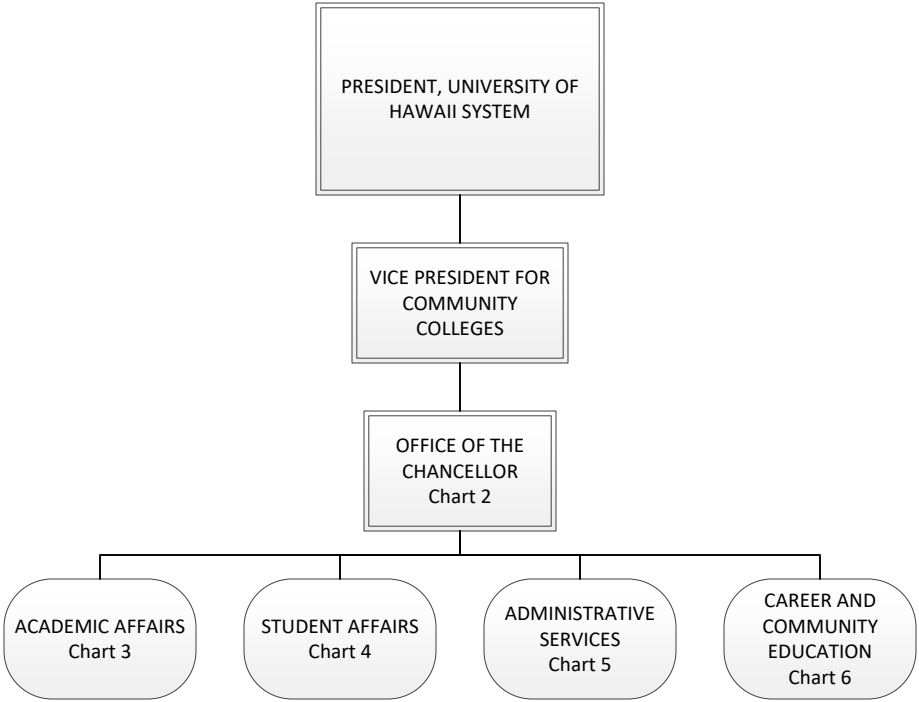 PRESIDENT, UNIVERSITY OF
HAWAII SYSTEM
VICE PRESIDENT FOR
COMMUNITY
COLLEGES
OFFICE OF THE
CHANCELLOR
Chart 2
ACADEMIC AFFAIRS
Chart 3
STUDENT AFFAIRS
Chart 4
ADMINISTRATIVE
SERVICES
Chart 5
CAREER AND
COMMUNITY
EDUCATION
Chart 6